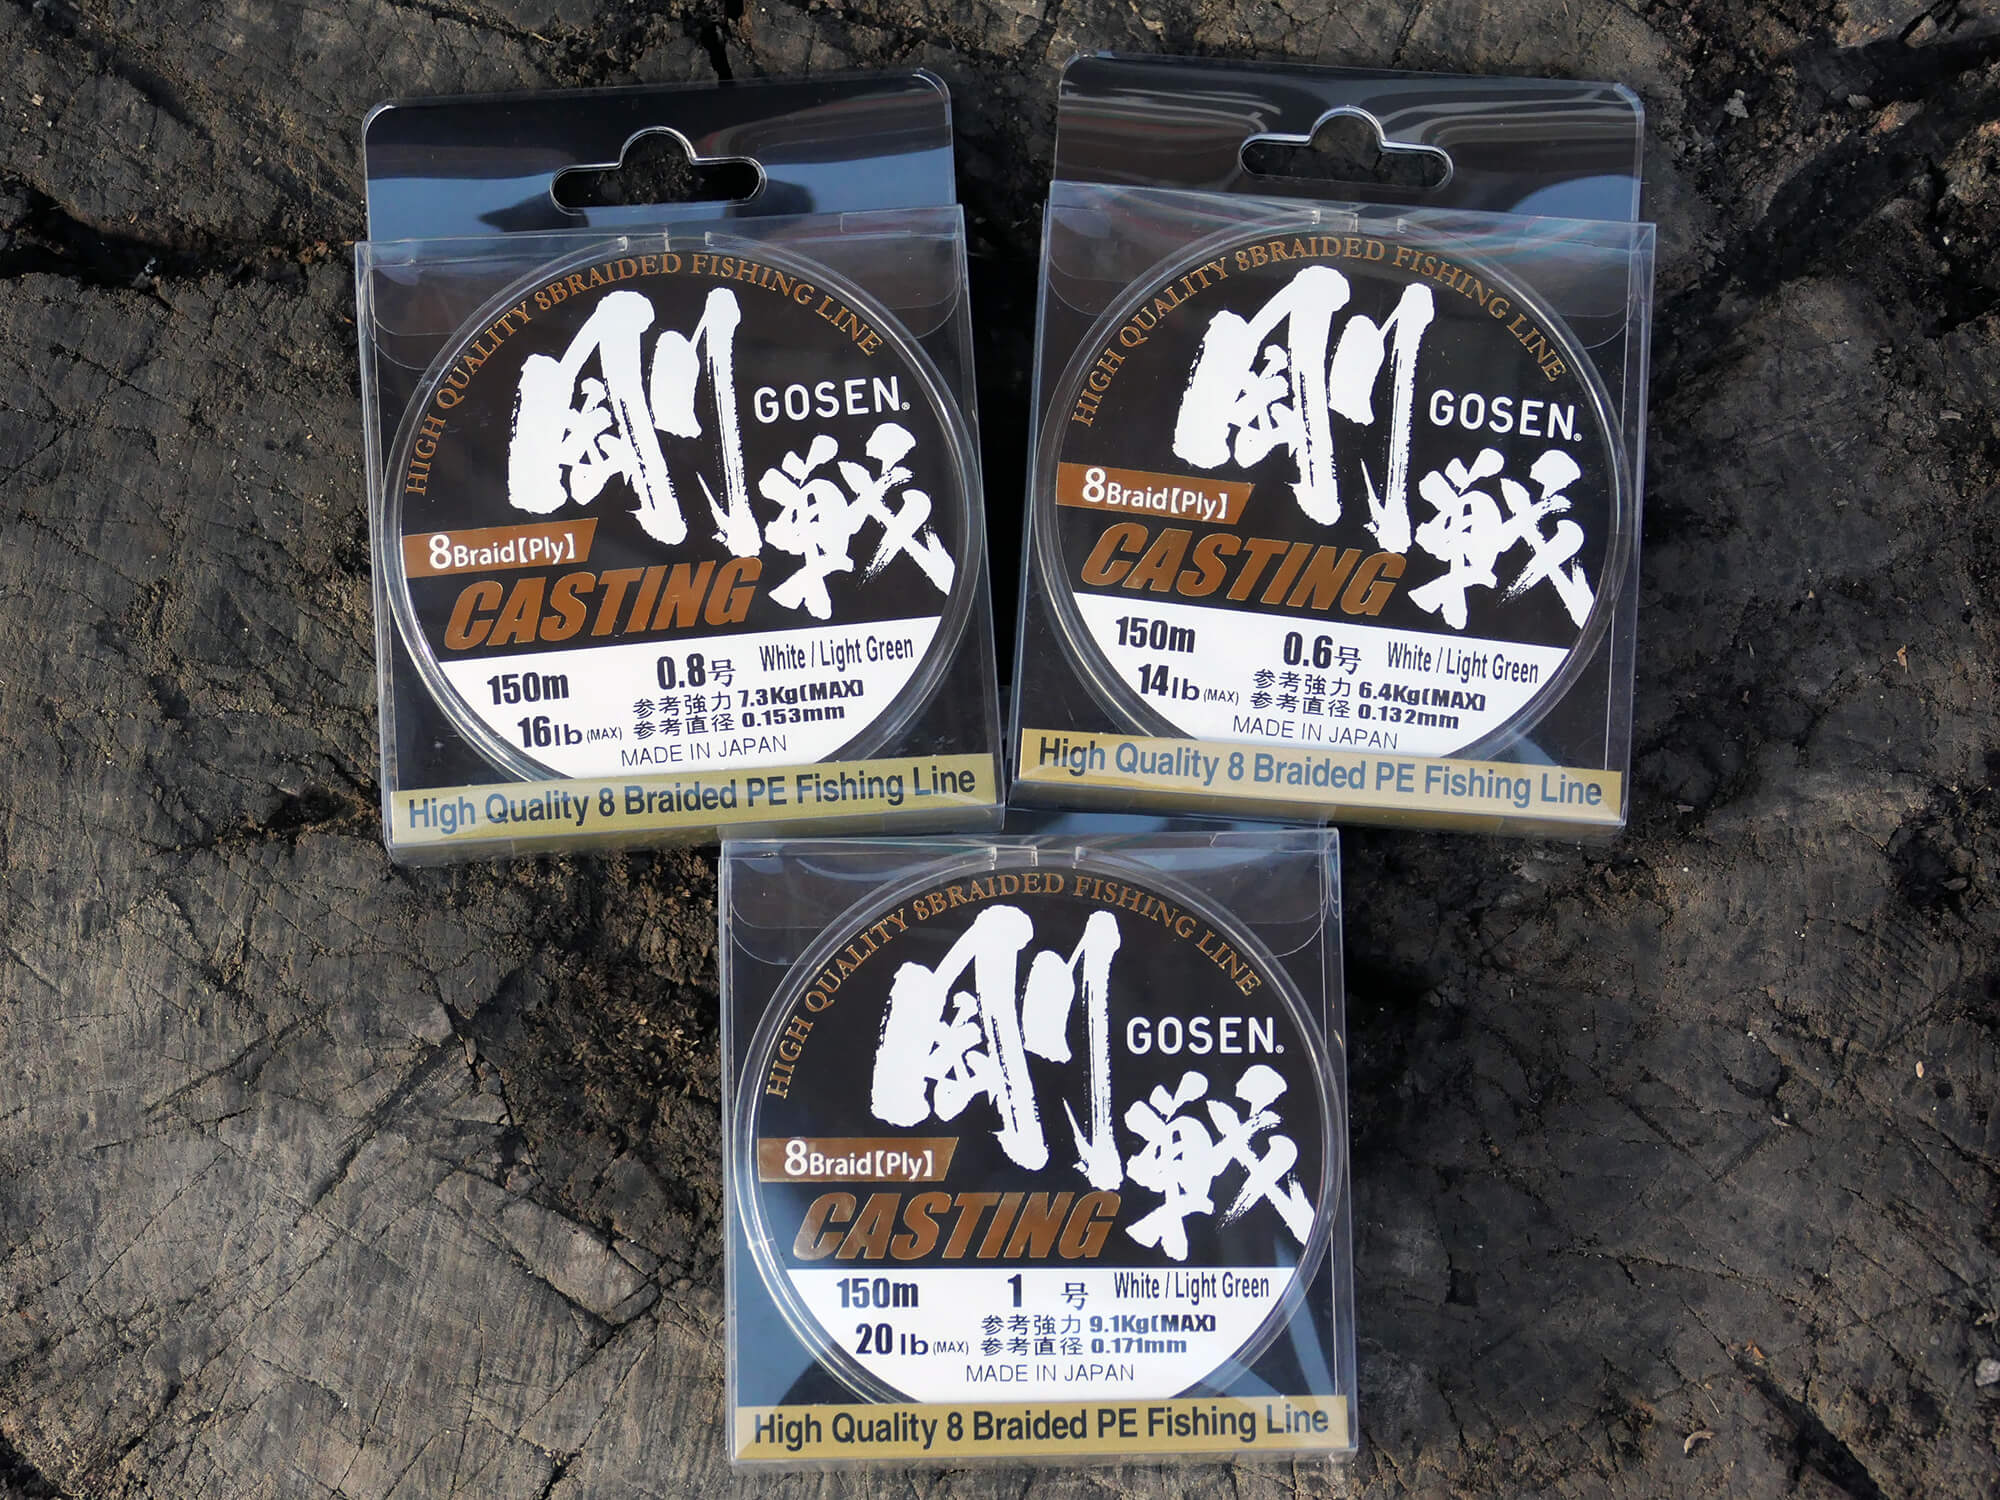 HIGH QUALITY 8BRAIDED FISHING LINE
剛戦
GOSEN®
8Braid【Ply】
CASTING
150m 0.8号 White / Light Green
16lb (MAX) 参考強力 7.3Kg(MAX)
参考直径 0.153mm
MADE IN JAPAN
High Quality 8 Braided PE Fishing Line
HIGH QUALITY 8BRAIDED FISHING LINE
剛戦
GOSEN®
8Braid【Ply】
CASTING
150m 0.6号 White / Light Green
14lb (MAX) 参考強力 6.4Kg(MAX)
参考直径 0.132mm
MADE IN JAPAN
High Quality 8 Braided PE Fishing Line
HIGH QUALITY 8BRAIDED FISHING LINE
剛戦
GOSEN®
8Braid【Ply】
CASTING
150m 1号 White / Light Green
20lb (MAX) 参考強力 9.1Kg(MAX)
参考直径 0.171mm
MADE IN JAPAN
High Quality 8 Braided PE Fishing Line